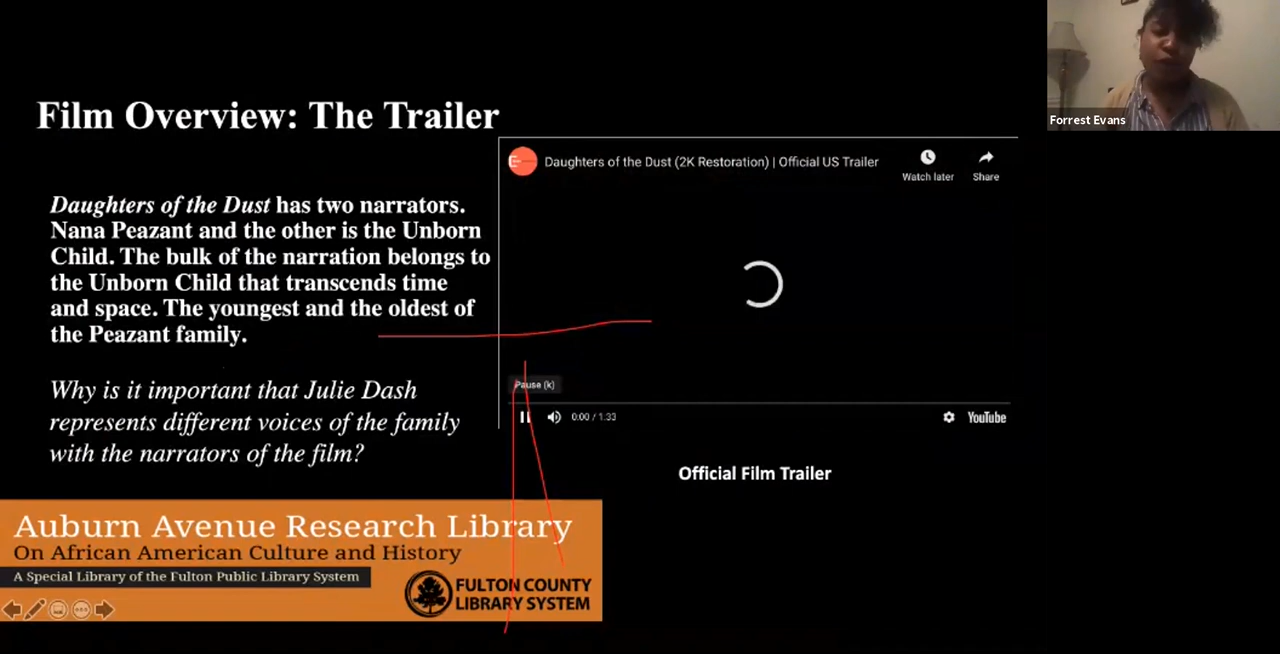 Film Overview: The Trailer
Forrest Evans
Daughters of the Dust (2K Restoration) | Official US Trailer
Watch later
Share
Daughters of the Dust has two narrators.
Nana Peazant and the other is the Unborn
Child. The bulk of the narration belongs to
the Unborn Child that transcends time
and space. The youngest and the oldest of
the Peazant family.
Why is it important that Julie Dash
represents different voices of the family
with the narrators of the film?
Pause (k)
0:00 / 1:33
YouTube
Official Film Trailer
Auburn Avenue Research Library
On African American Culture and History
A Special Library of the Fulton Public Library System
FULTON COUNTY
LIBRARY SYSTEM